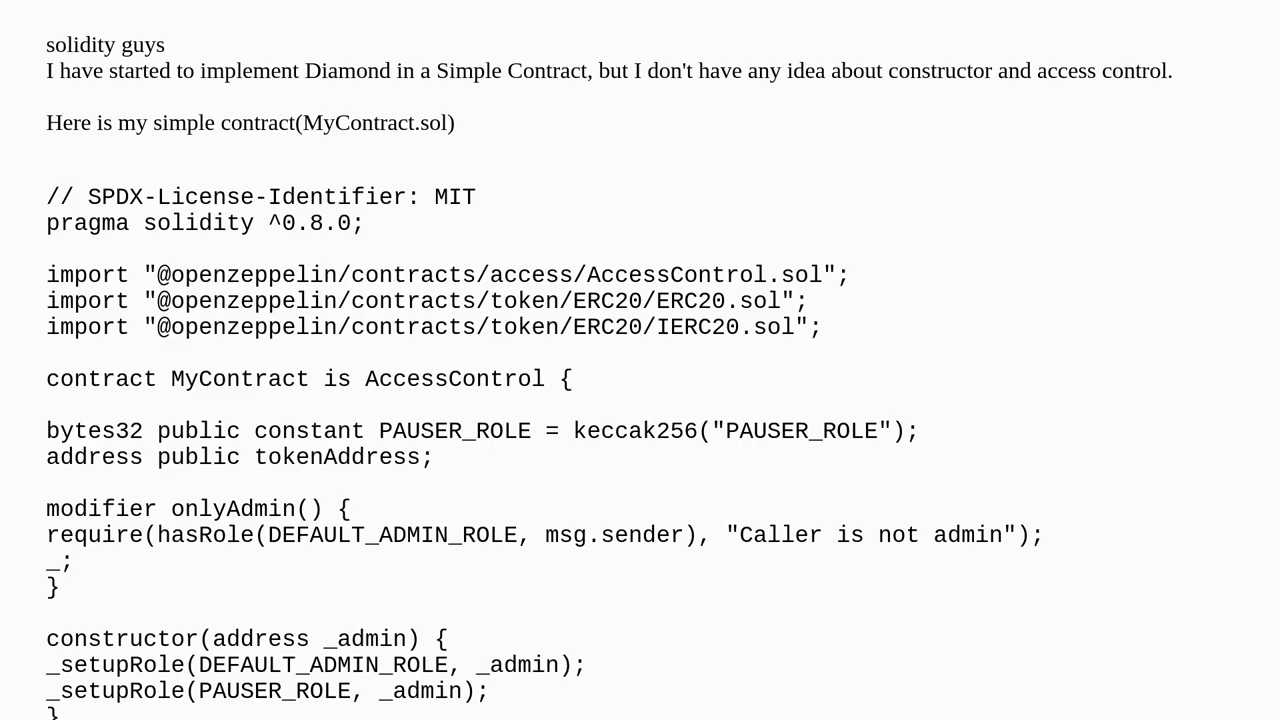 solidity guys
I have started to implement Diamond in a Simple Contract, but I don't have any idea about constructor and access control.
Here is my simple contract(MyContract.sol)
// SPDX-License-Identifier: MIT
pragma solidity ^0.8.0;
import "@openzeppelin/contracts/access/AccessControl.sol";
import "@openzeppelin/contracts/token/ERC20/ERC20.sol";
import "@openzeppelin/contracts/token/ERC20/IERC20.sol";
contract MyContract is AccessControl {
bytes32 public constant PAUSER_ROLE = keccak256("PAUSER_ROLE");
address public tokenAddress;
modifier onlyAdmin() {
require(hasRole(DEFAULT_ADMIN_ROLE, msg.sender), "Caller is not admin");
_;
}
constructor(address _admin) {
_setupRole(DEFAULT_ADMIN_ROLE, _admin);
_setupRole(PAUSER_ROLE, _admin);
}